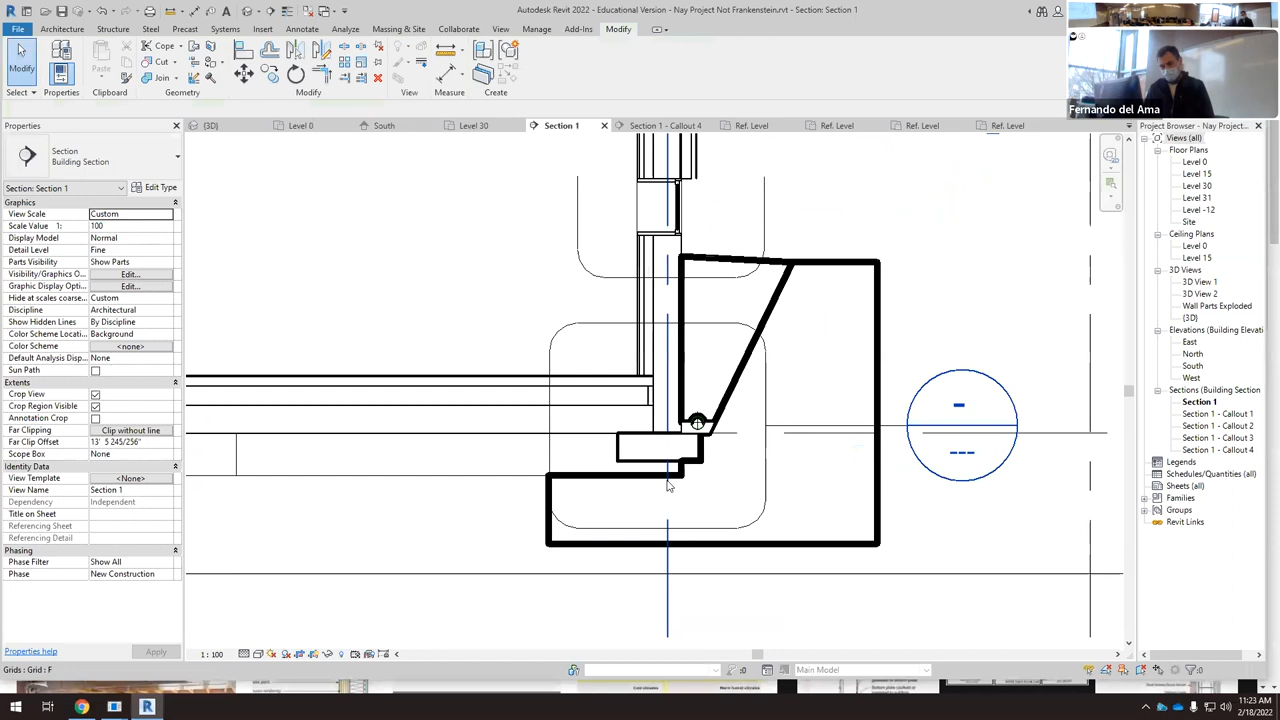 Autodesk Revit 2022 - Educational Version - Nay Project Not Frankenstein.rvt - Section: Section 1
File Architecture Structure Steel Precast Systems Insert Annotate Analyze Massing & Site Collaborate View Manage Add-Ins Modify
Modify Properties Paste Cope Cut Join
Select Properties Clipboard Geometry Modify View Measure Create
Fernando del Ama
Properties
{3D} Level 0 South Level 30 Section 1 Section 1 - Callout 4 Ref. Level Ref. Level Ref. Level Ref. Level
Project Browser - Nay Project...
Section
Building Section
Section: Section 1 Edit Type
Graphics
View Scale Custom
Scale Value 1: 100
Display Model Normal
Detail Level Fine
Parts Visibility Show Parts
Visibility/Graphics O... Edit...
Graphic Display Opti... Edit...
Hide at scales coarse... Custom
Discipline Architectural
Show Hidden Lines By Discipline
Color Scheme Locati... Background
Color Scheme <none>
Default Analysis Disp... None
Sun Path
Extents
Crop View
Crop Region Visible
Annotation Crop
Far Clipping Clip without line
Far Clip Offset 13' 5 245/256"
Scope Box None
Identity Data
View Template <None>
View Name Section 1
Dependency Independent
Title on Sheet
Referencing Sheet
Referencing Detail
Phasing
Phase Filter Show All
Phase New Construction
Properties help Apply
Views (all)
Floor Plans
Level 0
Level 15
Level 30
Level 31
Level -12
Site
Ceiling Plans
Level 0
Level 15
3D Views
3D View 1
3D View 2
Wall Parts Exploded
{3D}
Elevations (Building Elevati
East
North
South
West
Sections (Building Section
Section 1
Section 1 - Callout 1
Section 1 - Callout 2
Section 1 - Callout 3
Section 1 - Callout 4
Legends
Schedules/Quantities (all)
Sheets (all)
Families
Groups
Revit Links
1 : 100
Grids : Grid : F
:0
Main Model
:0
11:23 AM
2/18/2022